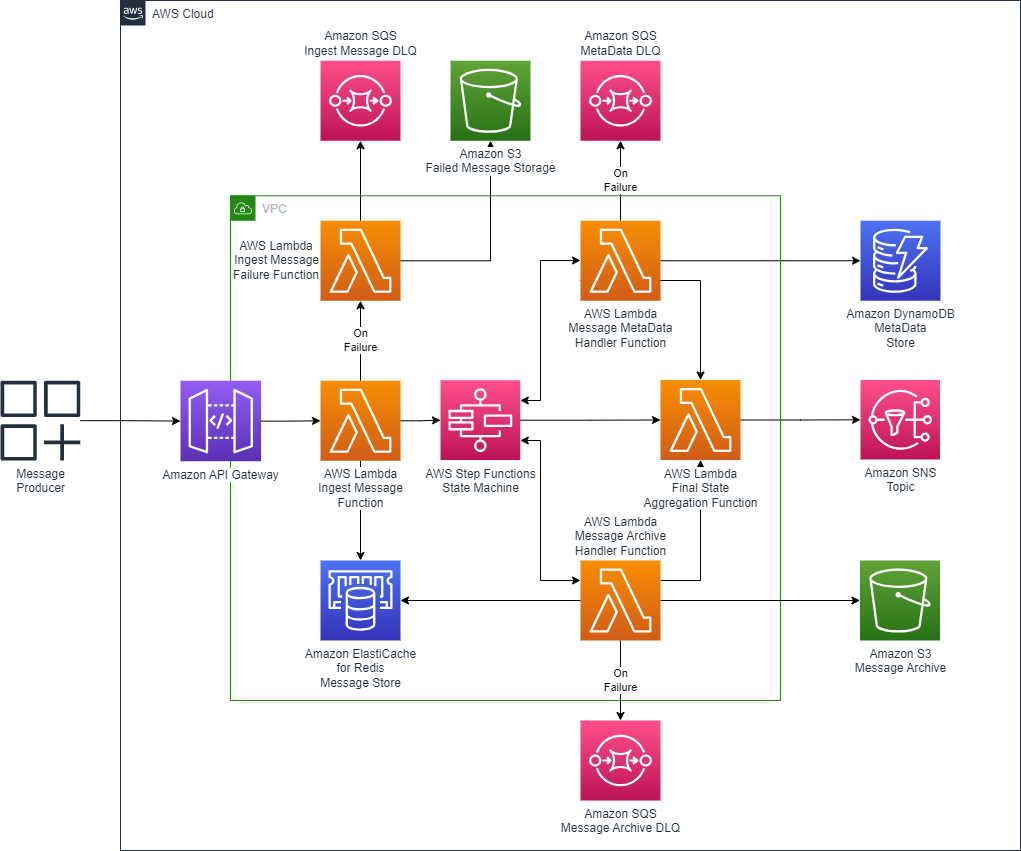 aws
AWS Cloud
Amazon SQS
Ingest Message DLQ
Amazon SQS
MetaData DLQ
Amazon S3
Failed Message Storage
On
Failure
VPC
AWS Lambda
Ingest Message
Failure Function
AWS Lambda
Message MetaData
Handler Function
Amazon DynamoDB
MetaData
Store
On
Failure
Message
Producer
Amazon API Gateway
AWS Lambda
Ingest Message
Function
AWS Step Functions
State Machine
AWS Lambda
Final State
Aggregation Function
Amazon SNS
Topic
AWS Lambda
Message Archive
Handler Function
Amazon ElastiCache
for Redis
Message Store
Amazon S3
Message Archive
On
Failure
Amazon SQS
Message Archive DLQ